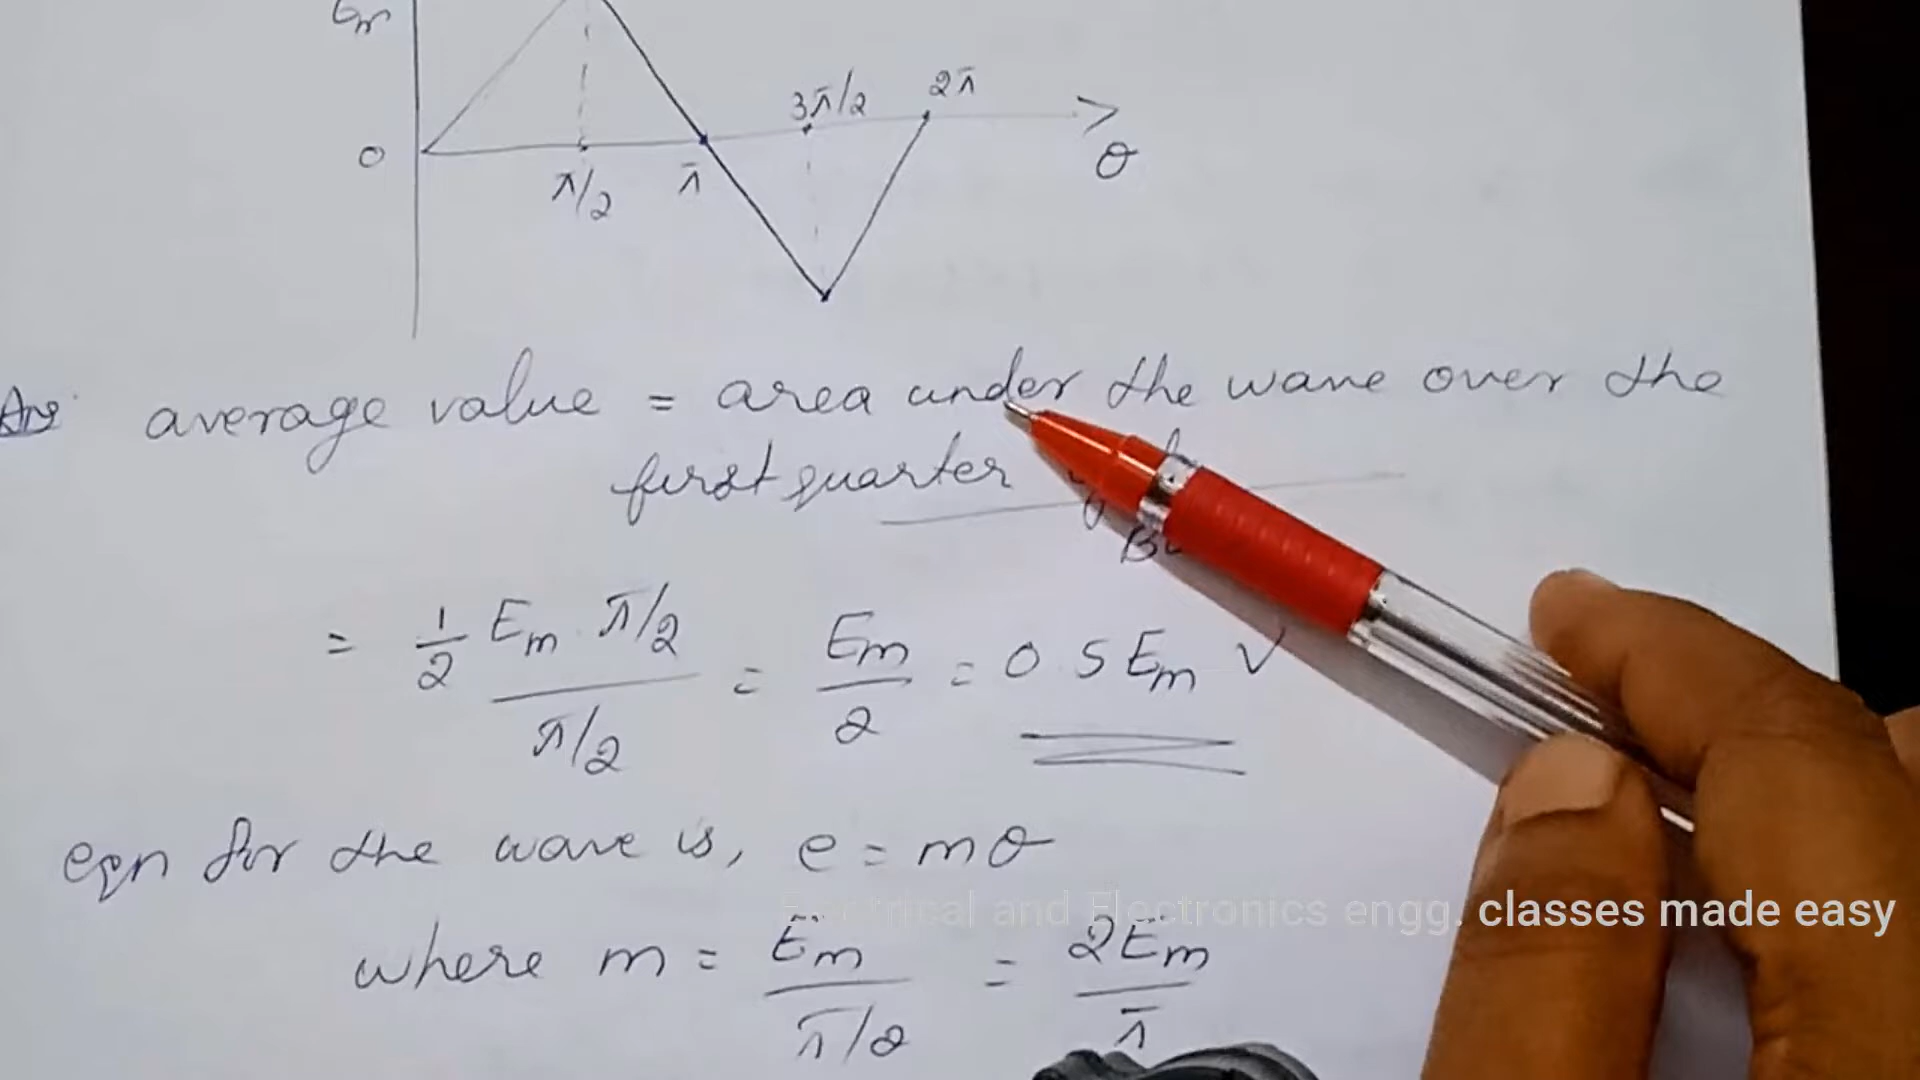 Em
3π/2 2π
0
θ
π/2 π
Ans. average value = area under the wave over the
first quarter
= 1/2 Em π/2 / π/2 = Em/2 = 0.5 Em V
eqn for the wave is, e = mθ
Electrical and Electronics engg. classes made easy
where m = Em / π/2 = 2Em / π